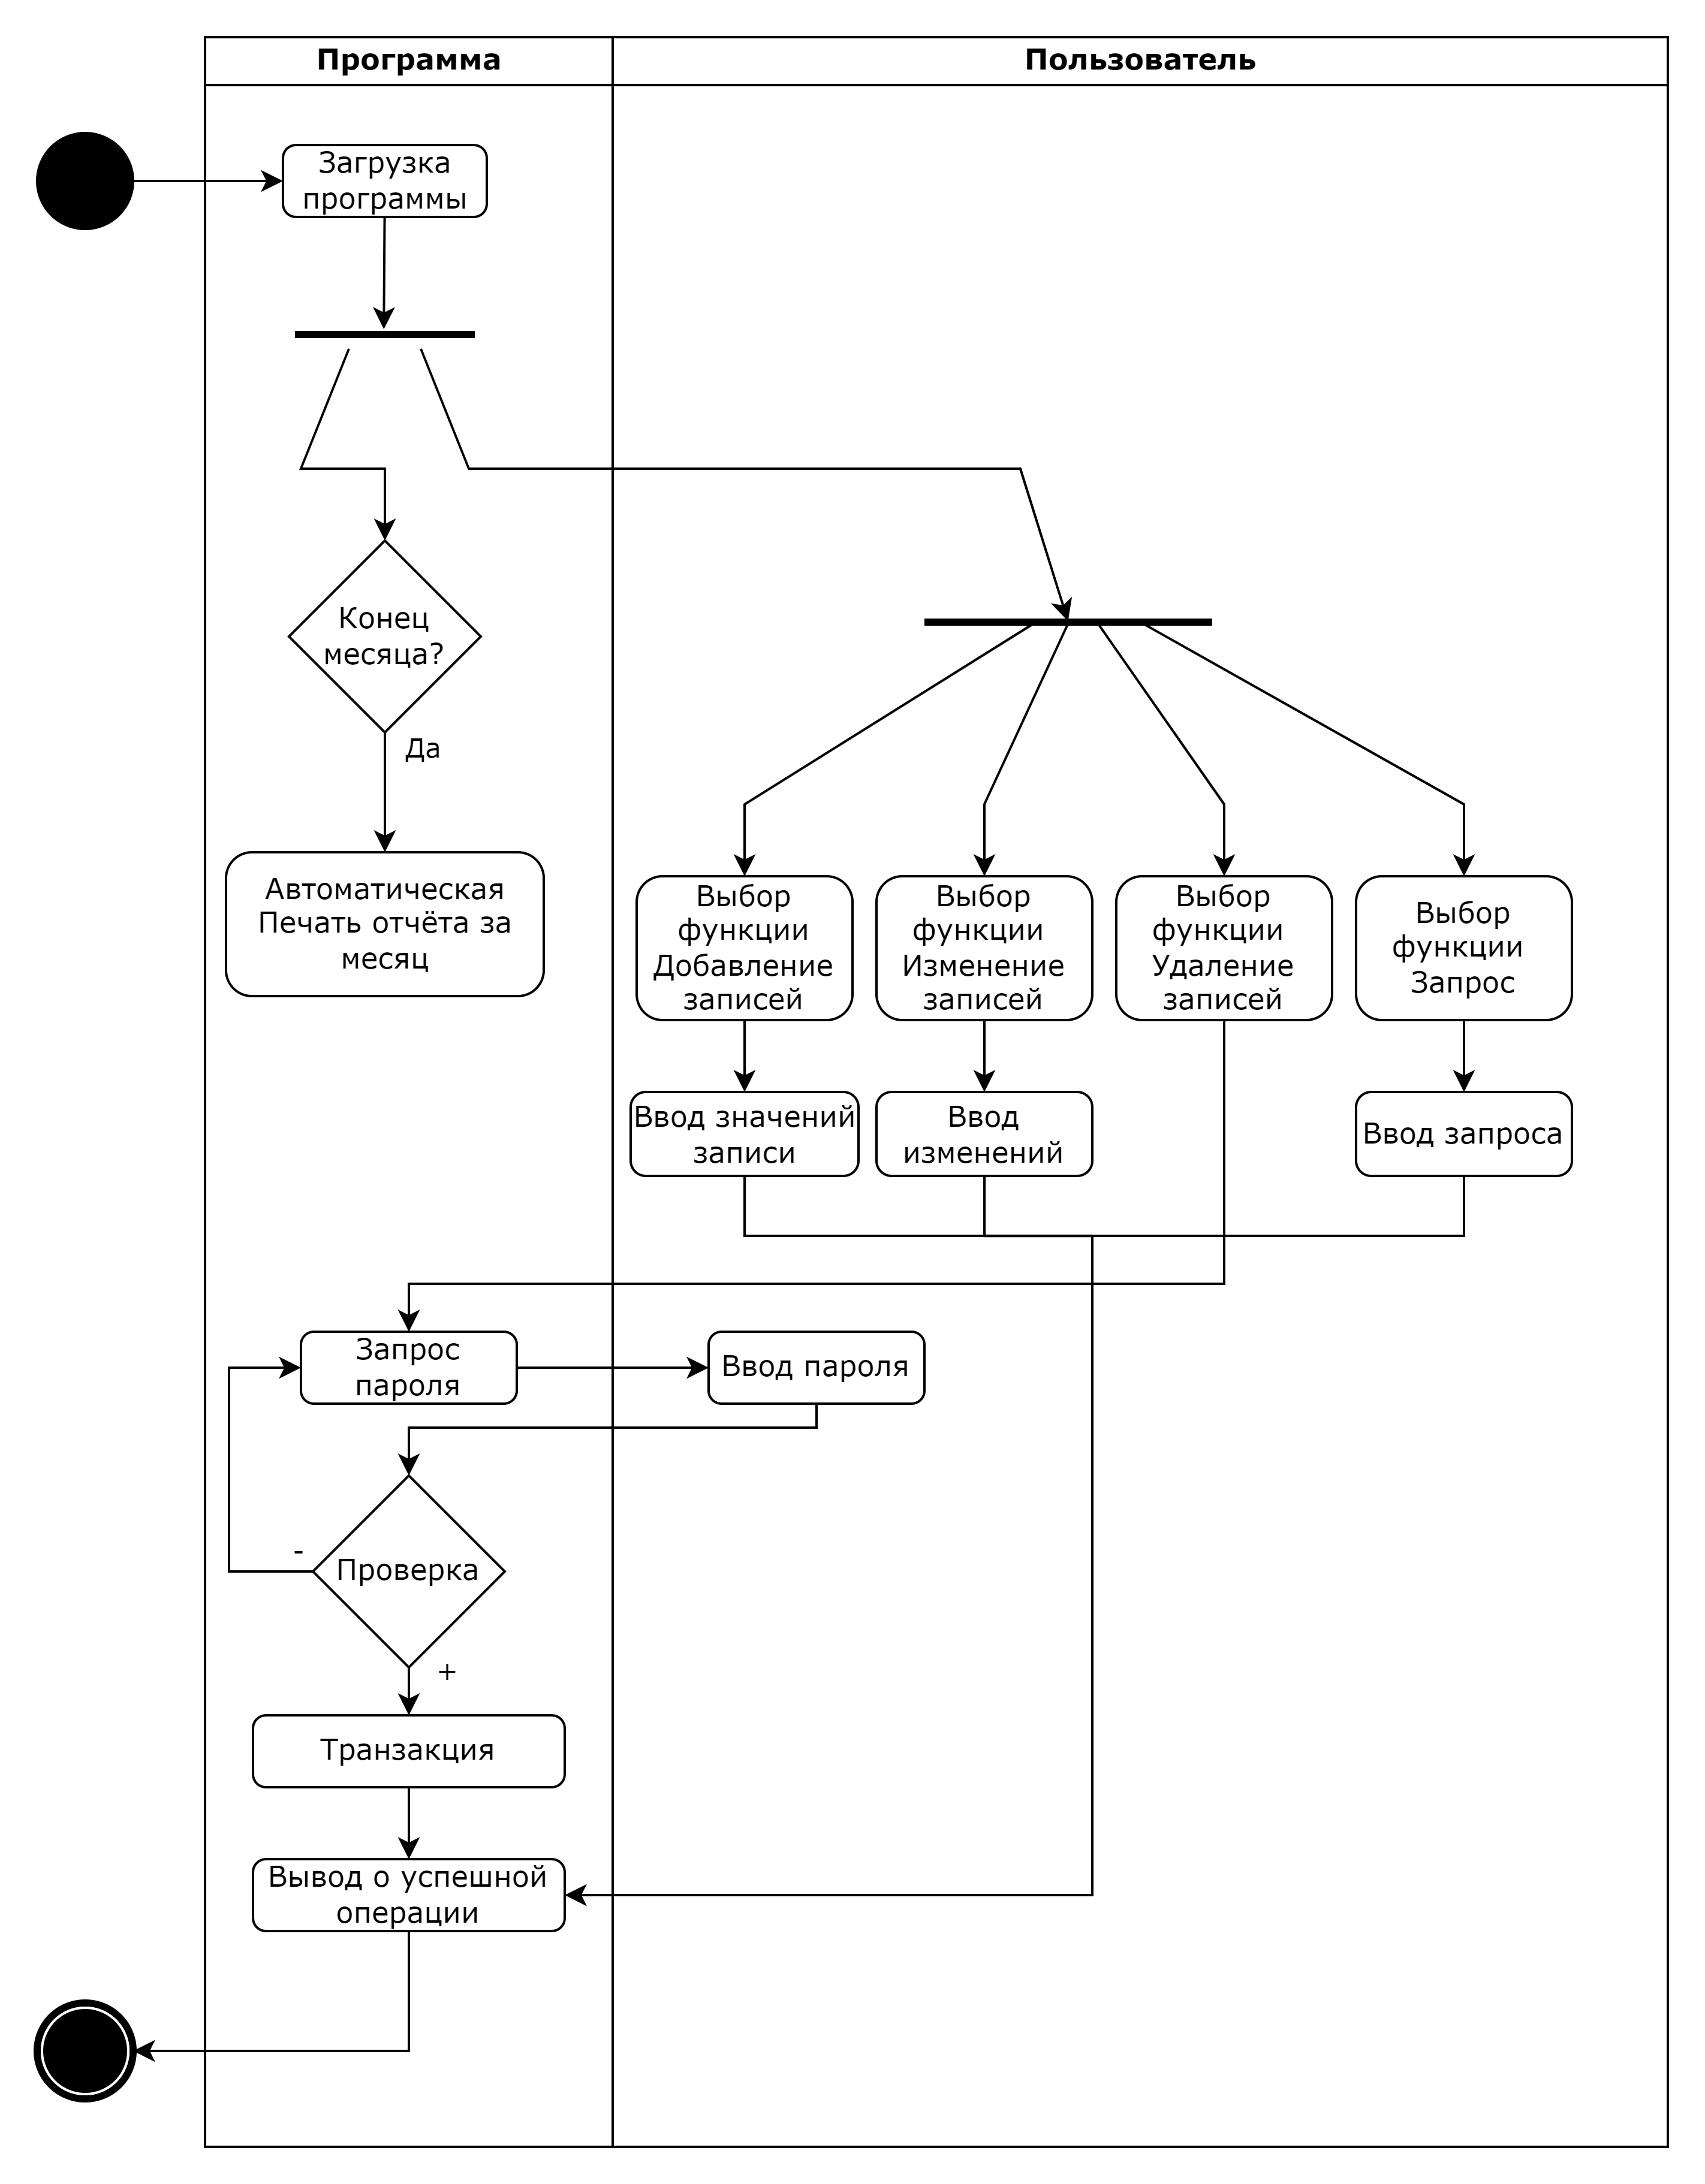 Программа
Пользователь
Загрузка
программы
Конец
месяца?
Да
Автоматическая
Печать отчёта за
месяц
Выбор
функции
Добавление
записей
Выбор
функции
Изменение
записей
Выбор
функции
Удаление
записей
Выбор
функции
Запрос
Ввод значений
записи
Ввод
изменений
Ввод запроса
Запрос
пароля
Ввод пароля
-
Проверка
+
Транзакция
Вывод о успешной
операции